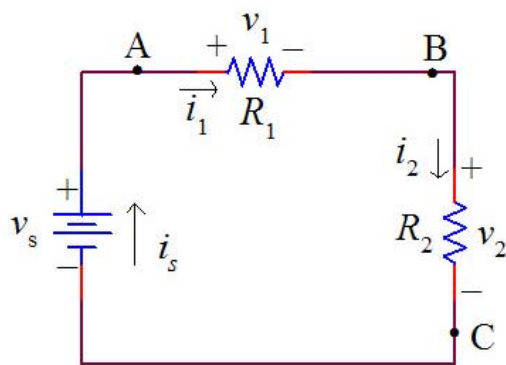 A
+ v₁ −
B
i₁
R₁
i₂
+
+
vₛ
iₛ
R₂
v₂
−
−
C